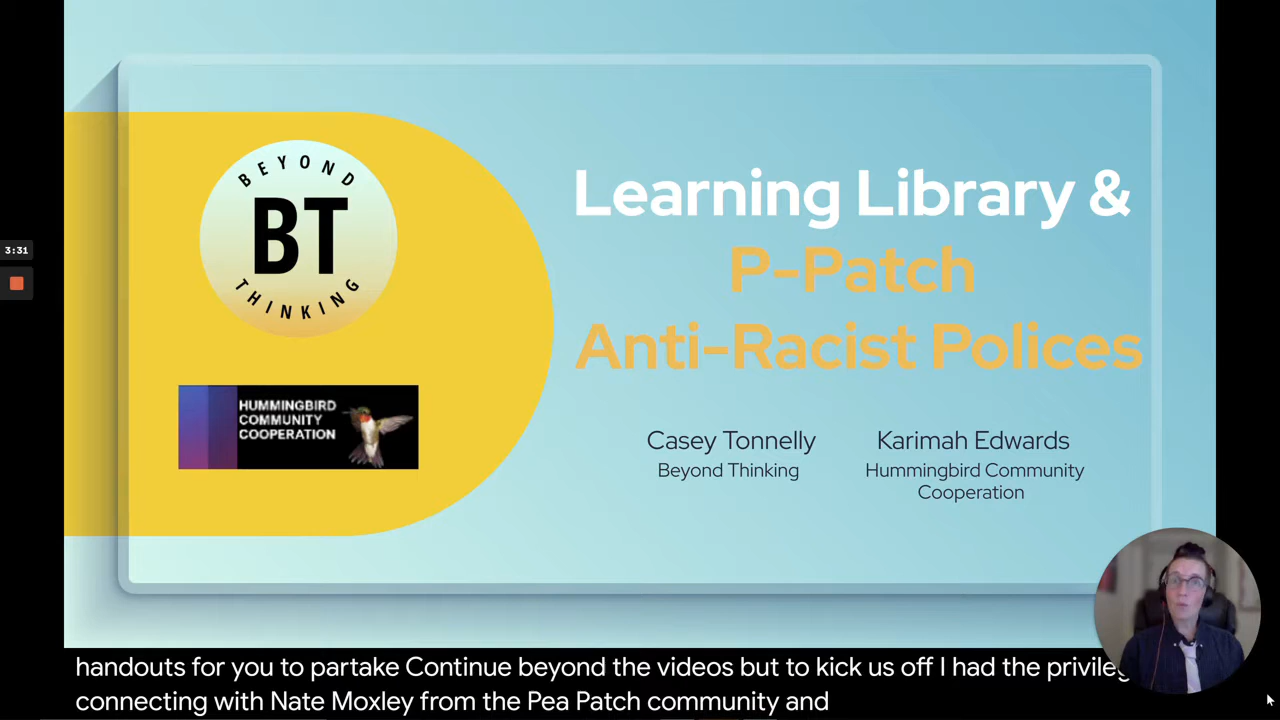 BEYOND
BT
THINKING
HUMMINGBIRD
COMMUNITY
COOPERATION
Learning Library &
P-Patch
Anti-Racist Polices
Casey Tonnelly
Beyond Thinking
Karimah Edwards
Hummingbird Community
Cooperation
3:31
handouts for you to partake Continue beyond the videos but to kick us off I had the
connecting with Nate Moxley from the Pea Patch community and